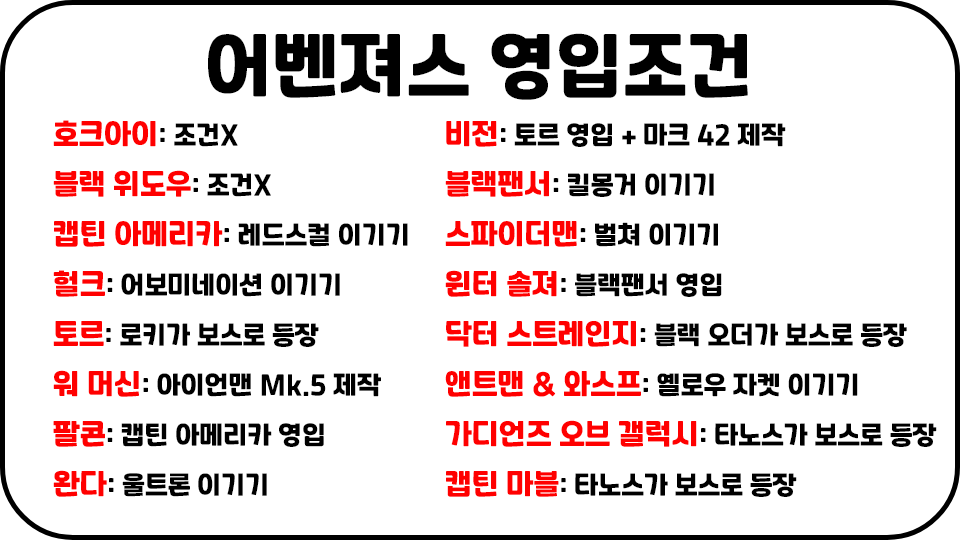 어벤져스 영입조건
호크아이: 조건X
블랙 위도우: 조건X
캡틴 아메리카: 레드스컬 이기기
헐크: 어보미네이션 이기기
토르: 로키가 보스로 등장
워 머신: 아이언맨 Mk.5 제작
팔콘: 캡틴 아메리카 영입
완다: 울트론 이기기
비전: 토르 영입 + 마크 42 제작
블랙팬서: 킬몽거 이기기
스파이더맨: 벌쳐 이기기
윈터 솔져: 블랙팬서 영입
닥터 스트레인지: 블랙 오더가 보스로 등장
앤트맨 & 와스프: 옐로우 자켓 이기기
가디언즈 오브 갤럭시: 타노스가 보스로 등장
캡틴 마블: 타노스가 보스로 등장